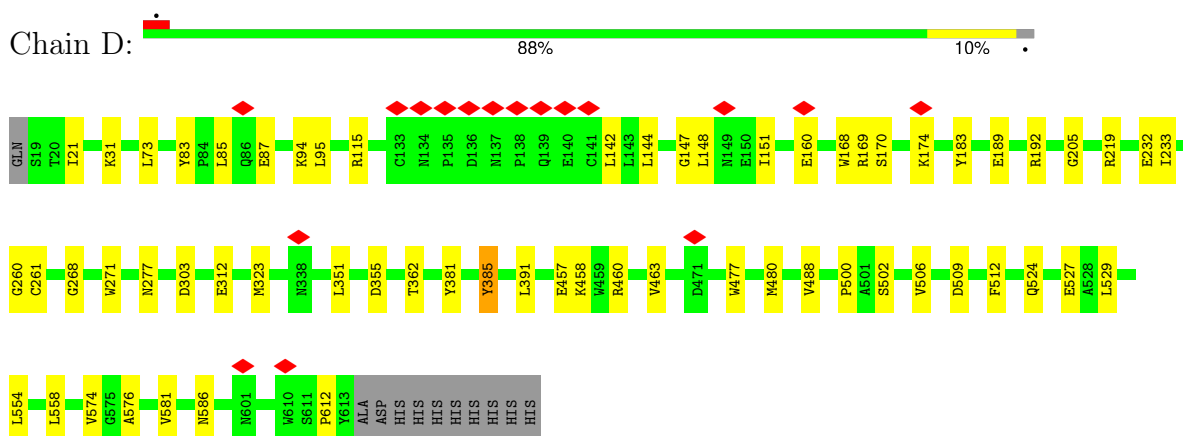 Chain D:
88% 10%
GLN S19 T20 I21 K31 L73 Y83 P84 L85 Q86 E87 K94 L95 R115 C133 N134 P135 D136 N137 P138 Q139 E140 C141 L142 L143 L144 G147 L148 N149 E150 I151 E160 W168 R169 S170 K174 Y183 E189 R192 G205 R219 E232 I233
G260 C261 G268 W271 N277 D303 E312 M323 N338 L351 D355 T362 Y381 Y385 L391 E457 K458 W459 R460 V463 D471 W477 M480 V488 P500 A501 S502 V506 D509 F512 Q524 E527 A528 L529
L554 L558 V574 G575 A576 V581 N586 N601 W610 S611 P612 Y613 ALA ASP HIS HIS HIS HIS HIS HIS HIS HIS